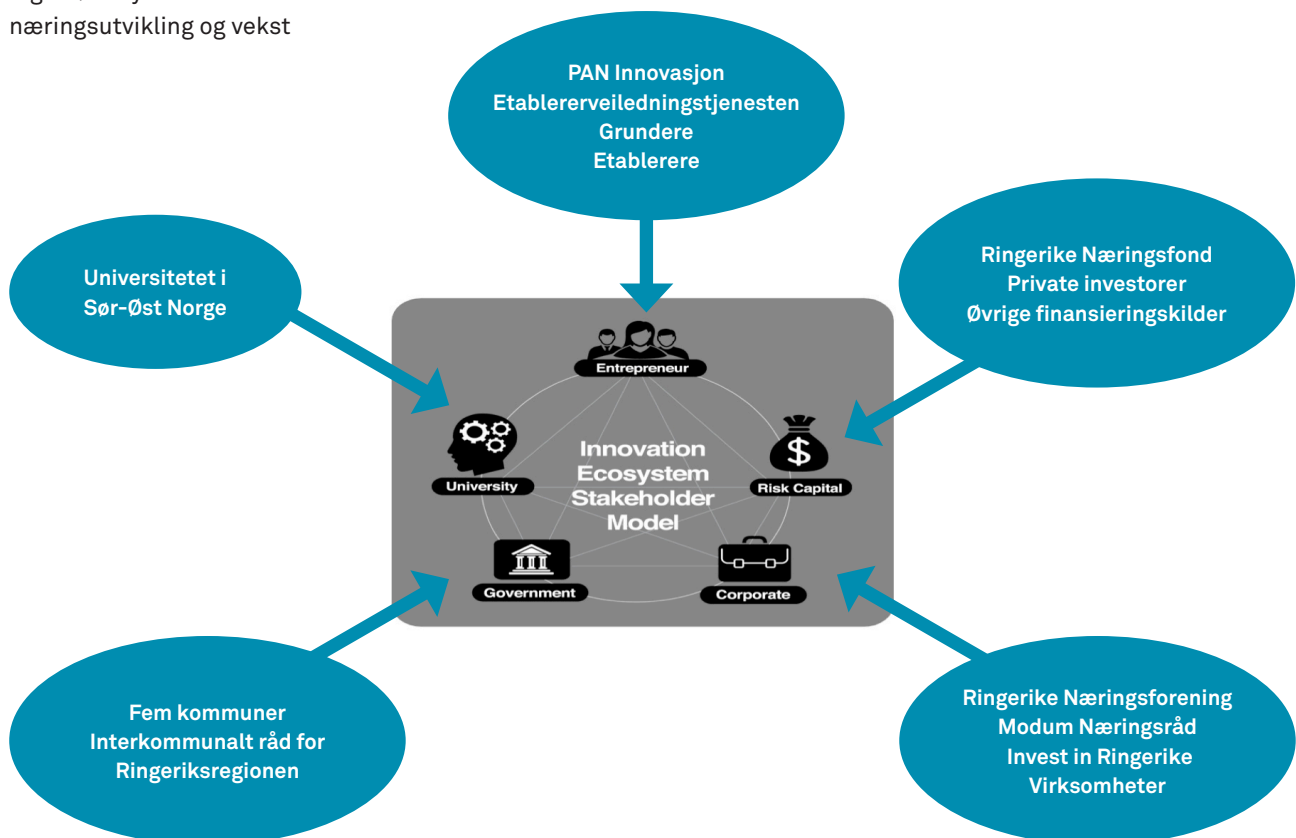 næringsutvikling og vekst
PAN Innovasjon
Etablererveiledningstjenesten
Grundere
Etablerere
Universitetet i
Sør-Øst Norge
Ringerike Næringsfond
Private investorer
Øvrige finansieringskilder
Entrepreneur
University
Innovation
Ecosystem
Stakeholder
Model
Risk Capital
Government
Corporate
Fem kommuner
Interkommunalt råd for
Ringeriksregionen
Ringerike Næringsforening
Modum Næringsråd
Invest in Ringerike
Virksomheter